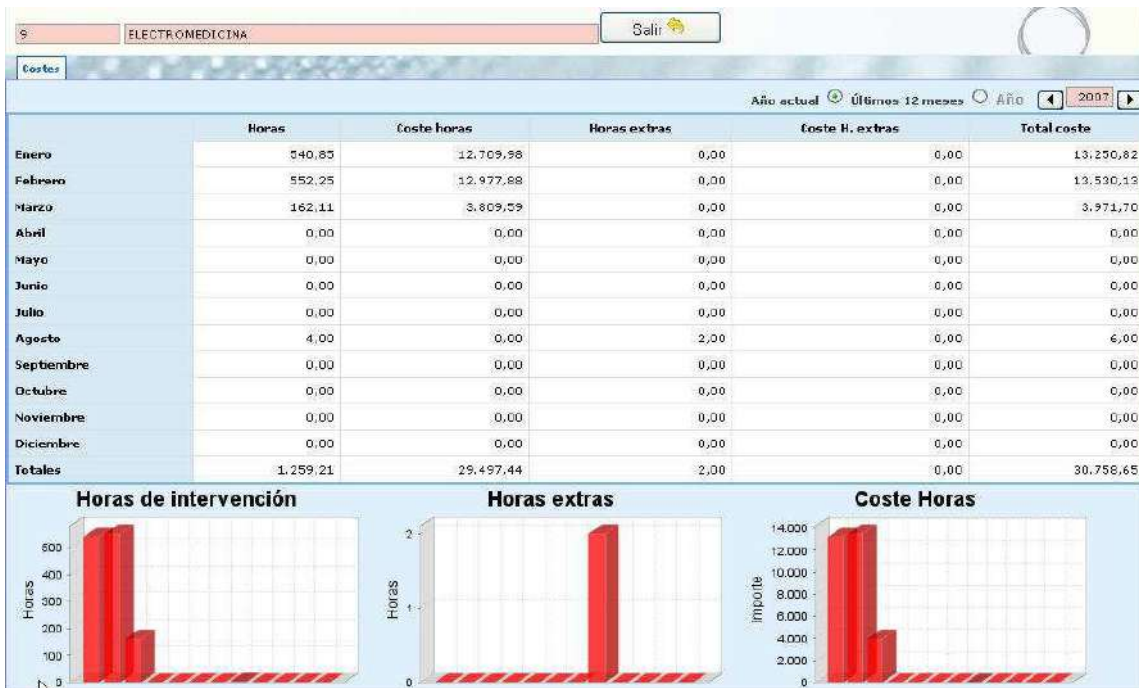 9 ELECTROMEDICINA Salir
Costes
Año actual Últimos 12 meses Año 2007
Horas Coste horas Horas extras Coste H. extras Total coste
Enero 540,85 12.709,98 0,00 0,00 13.250,82
Febrero 552,25 12.977,88 0,00 0,00 13.530,13
Marzo 162,11 3.809,59 0,00 0,00 3.971,70
Abril 0,00 0,00 0,00 0,00 0,00
Mayo 0,00 0,00 0,00 0,00 0,00
Junio 0,00 0,00 0,00 0,00 0,00
Julio 0,00 0,00 0,00 0,00 0,00
Agosto 4,00 0,00 2,00 0,00 6,00
Septiembre 0,00 0,00 0,00 0,00 0,00
Octubre 0,00 0,00 0,00 0,00 0,00
Noviembre 0,00 0,00 0,00 0,00 0,00
Diciembre 0,00 0,00 0,00 0,00 0,00
Totales 1.259,21 29.497,44 2,00 0,00 30.758,65
Horas de intervención Horas extras Coste Horas
Horas 500 400 300 200 100 0
Horas 2 1 0
Importe 14.000 12.000 10.000 8.000 6.000 4.000 2.000 0